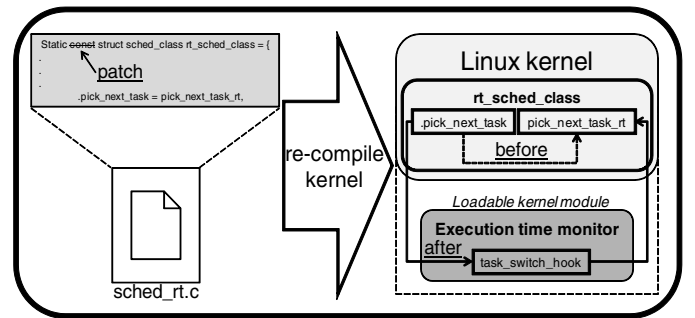 Static const struct sched_class rt_sched_class = {
.
.
.
patch
.pick_next_task = pick_next_task_rt,
sched_rt.c
re-compile
kernel
Linux kernel
rt_sched_class
.pick_next_task
pick_next_task_rt
before
Loadable kernel module
Execution time monitor
after
task_switch_hook